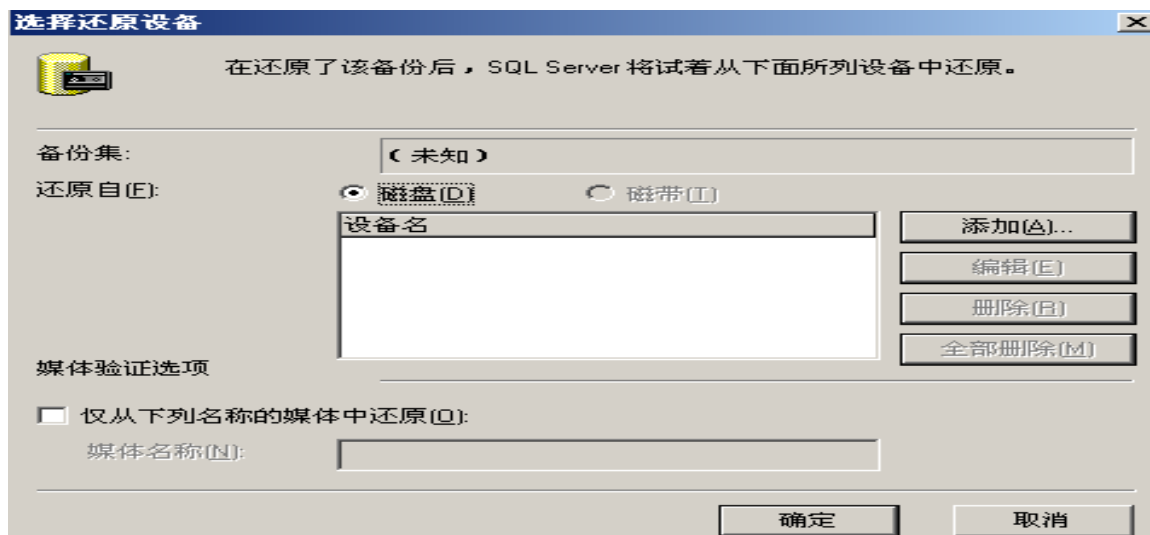 选择还原设备
在还原了该备份后，SQL Server 将试着从下面所列设备中还原。
备份集: （未知）
还原自(F): 磁盘(D) 磁带(T)
设备名
添加(A)...
编辑(E)
删除(R)
全部删除(M)
媒体验证选项
仅从下列名称的媒体中还原(O):
媒体名称(N):
确定 取消